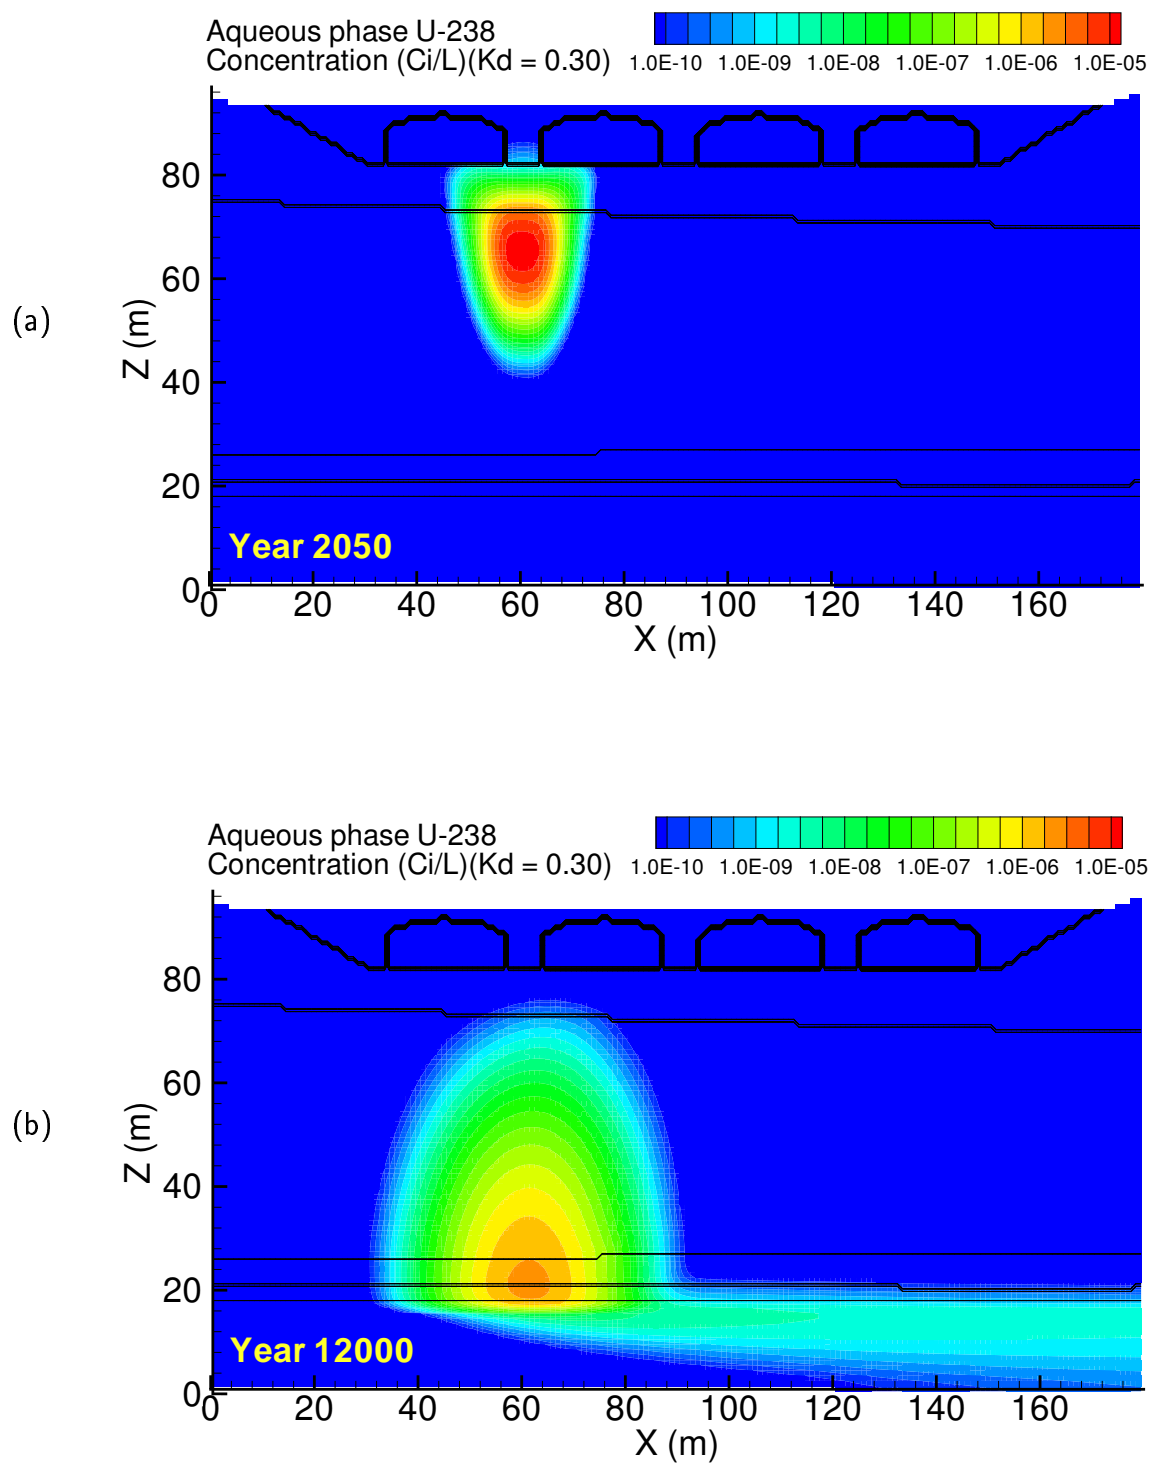 Aqueous phase U-238
Concentration (Ci/L)(Kd = 0.30)
1.0E-10 1.0E-09 1.0E-08 1.0E-07 1.0E-06 1.0E-05
(a)
Z (m)
80
60
40
20
0
Year 2050
0 20 40 60 80 100 120 140 160
X (m)
Aqueous phase U-238
Concentration (Ci/L)(Kd = 0.30)
1.0E-10 1.0E-09 1.0E-08 1.0E-07 1.0E-06 1.0E-05
(b)
Z (m)
80
60
40
20
0
Year 12000
0 20 40 60 80 100 120 140 160
X (m)